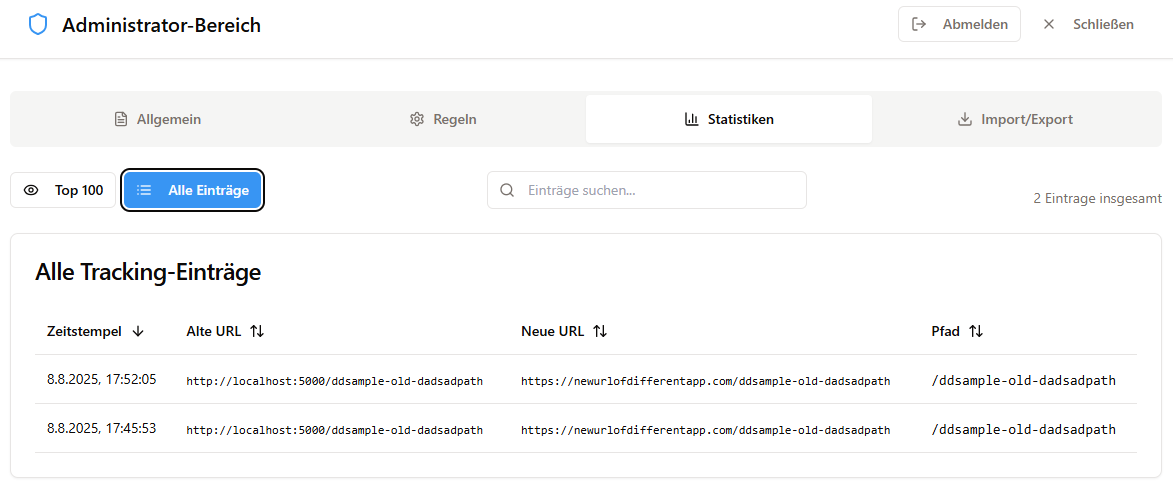 Administrator-Bereich
Abmelden
Schließen
Allgemein
Regeln
Statistiken
Import/Export
Top 100
Alle Einträge
Einträge suchen...
2 Eintrage insgesamt
Alle Tracking-Einträge
Zeitstempel Alte URL Neue URL Pfad
8.8.2025, 17:52:05 http://localhost:5000/ddsample-old-dadsadpath https://newurlofdifferentapp.com/ddsample-old-dadsadpath /ddsample-old-dadsadpath
8.8.2025, 17:45:53 http://localhost:5000/ddsample-old-dadsadpath https://newurlofdifferentapp.com/ddsample-old-dadsadpath /ddsample-old-dadsadpath